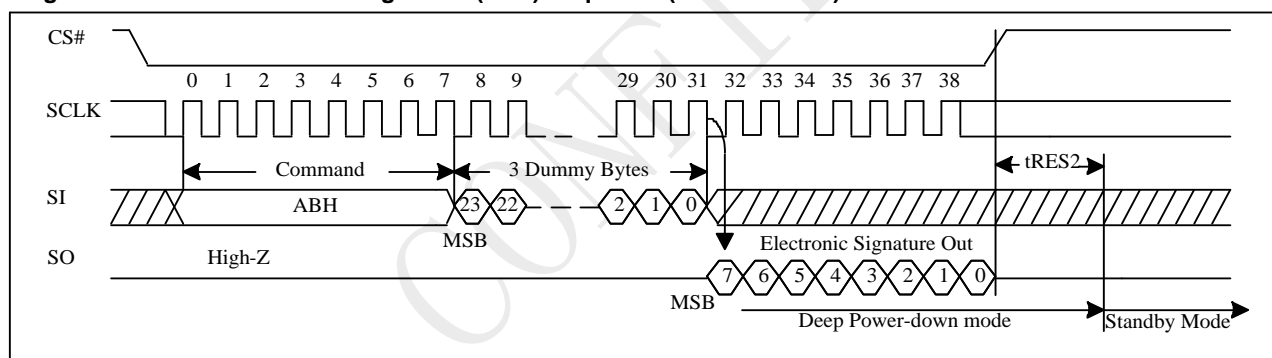 CS#
0 1 2 3 4 5 6 7 8 9 29 30 31 32 33 34 35 36 37 38
SCLK
Command 3 Dummy Bytes tRES2
SI ABH 23 22 2 1 0
MSB
SO High-Z Electronic Signature Out
MSB 7 6 5 4 3 2 1 0
Deep Power-down mode Standby Mode